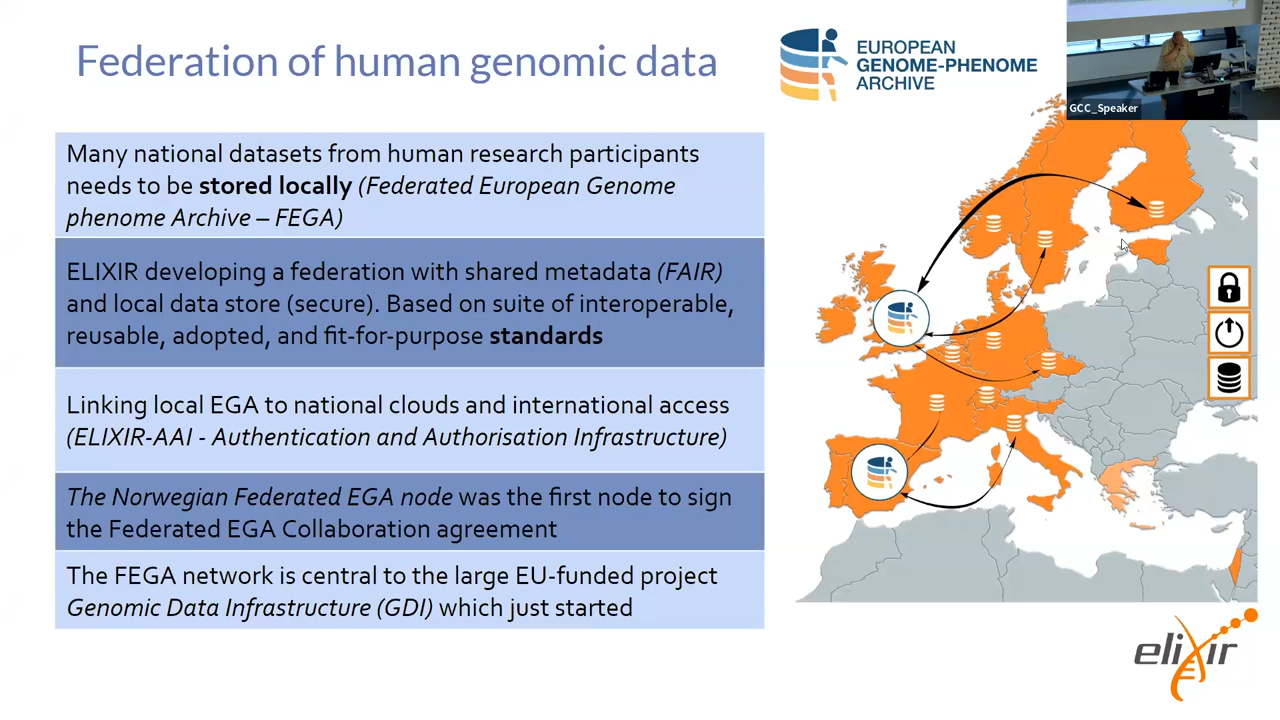 Federation of human genomic data
EUROPEAN
GENOME-PHENOME
ARCHIVE
GCC_Speaker
Many national datasets from human research participants
needs to be stored locally (Federated European Genome
phenome Archive – FEGA)
ELIXIR developing a federation with shared metadata (FAIR)
and local data store (secure). Based on suite of interoperable,
reusable, adopted, and fit-for-purpose standards
Linking local EGA to national clouds and international access
(ELIXIR-AAI - Authentication and Authorisation Infrastructure)
The Norwegian Federated EGA node was the first node to sign
the Federated EGA Collaboration agreement
The FEGA network is central to the large EU-funded project
Genomic Data Infrastructure (GDI) which just started
elixir